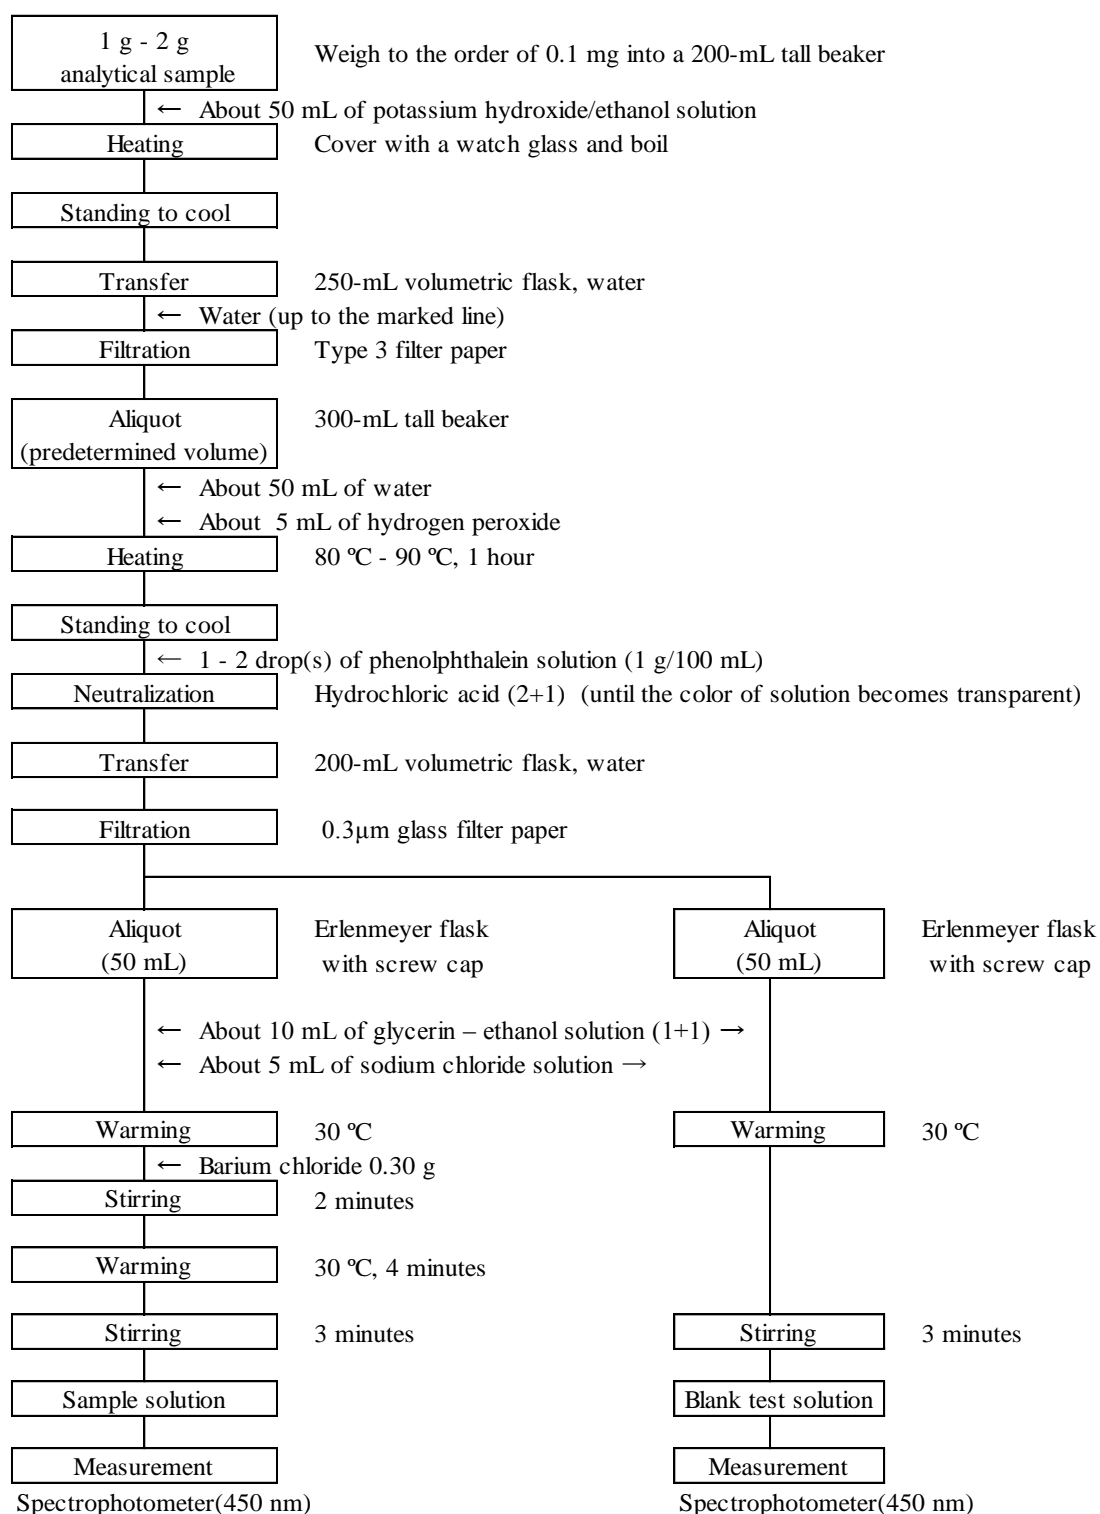 1 g - 2 g
analytical sample
Weigh to the order of 0.1 mg into a 200-mL tall beaker
← About 50 mL of potassium hydroxide/ethanol solution
Heating
Cover with a watch glass and boil
Standing to cool
Transfer
250-mL volumetric flask, water
← Water (up to the marked line)
Filtration
Type 3 filter paper
Aliquot
(predetermined volume)
300-mL tall beaker
← About 50 mL of water
← About 5 mL of hydrogen peroxide
Heating
80 ºC - 90 ºC, 1 hour
Standing to cool
← 1 - 2 drop(s) of phenolphthalein solution (1 g/100 mL)
Neutralization
Hydrochloric acid (2+1) (until the color of solution becomes transparent)
Transfer
200-mL volumetric flask, water
Filtration
0.3µm glass filter paper
Aliquot
(50 mL)
Erlenmeyer flask
with screw cap
Aliquot
(50 mL)
Erlenmeyer flask
with screw cap
← About 10 mL of glycerin – ethanol solution (1+1) →
← About 5 mL of sodium chloride solution →
Warming
30 ºC
Warming
30 ºC
← Barium chloride 0.30 g
Stirring
2 minutes
Warming
30 ºC, 4 minutes
Stirring
3 minutes
Stirring
3 minutes
Sample solution
Blank test solution
Measurement
Measurement
Spectrophotometer(450 nm)
Spectrophotometer(450 nm)